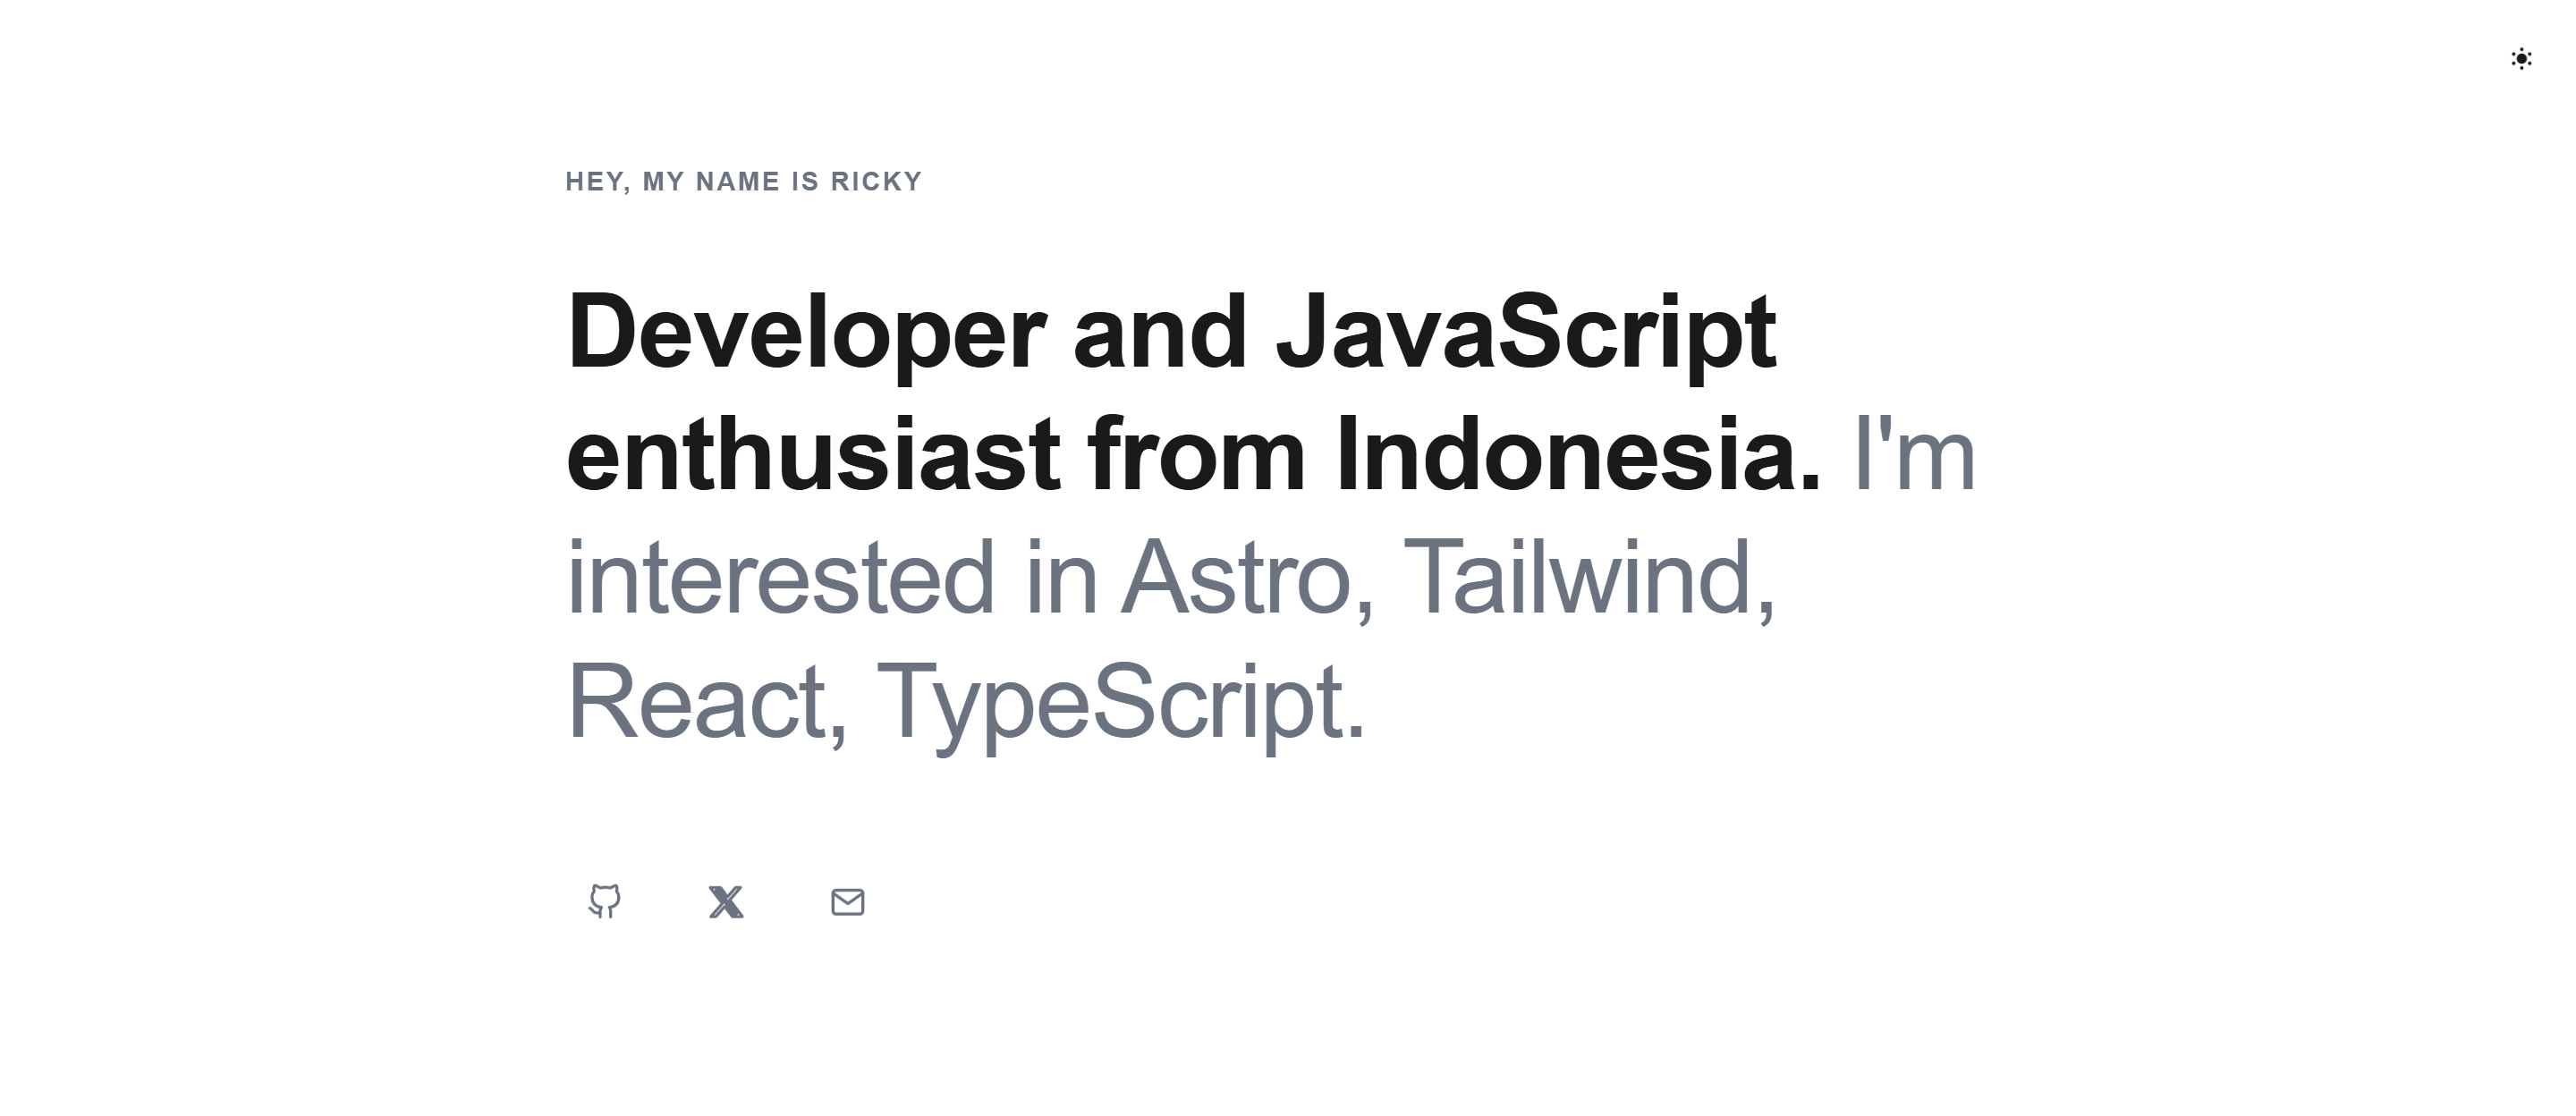 HEY, MY NAME IS RICKY
Developer and JavaScript
enthusiast from Indonesia. I'm
interested in Astro, Tailwind,
React, TypeScript.